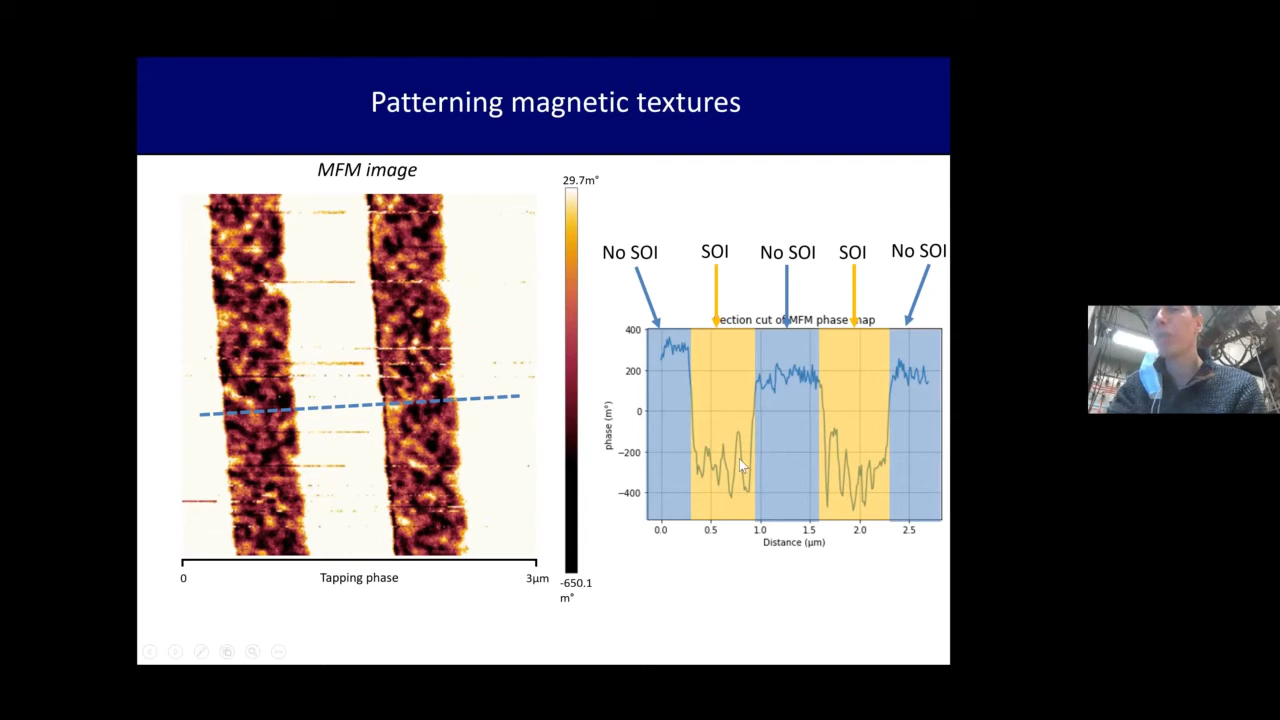 Patterning magnetic textures
MFM image
29.7m°
-650.1
m°
0
Tapping phase
3µm
No SOI
SOI
No SOI
SOI
No SOI
ection cut of MFM phase map
400
200
0
−200
−400
phase (m°)
0.0
0.5
1.0
1.5
2.0
2.5
Distance (µm)